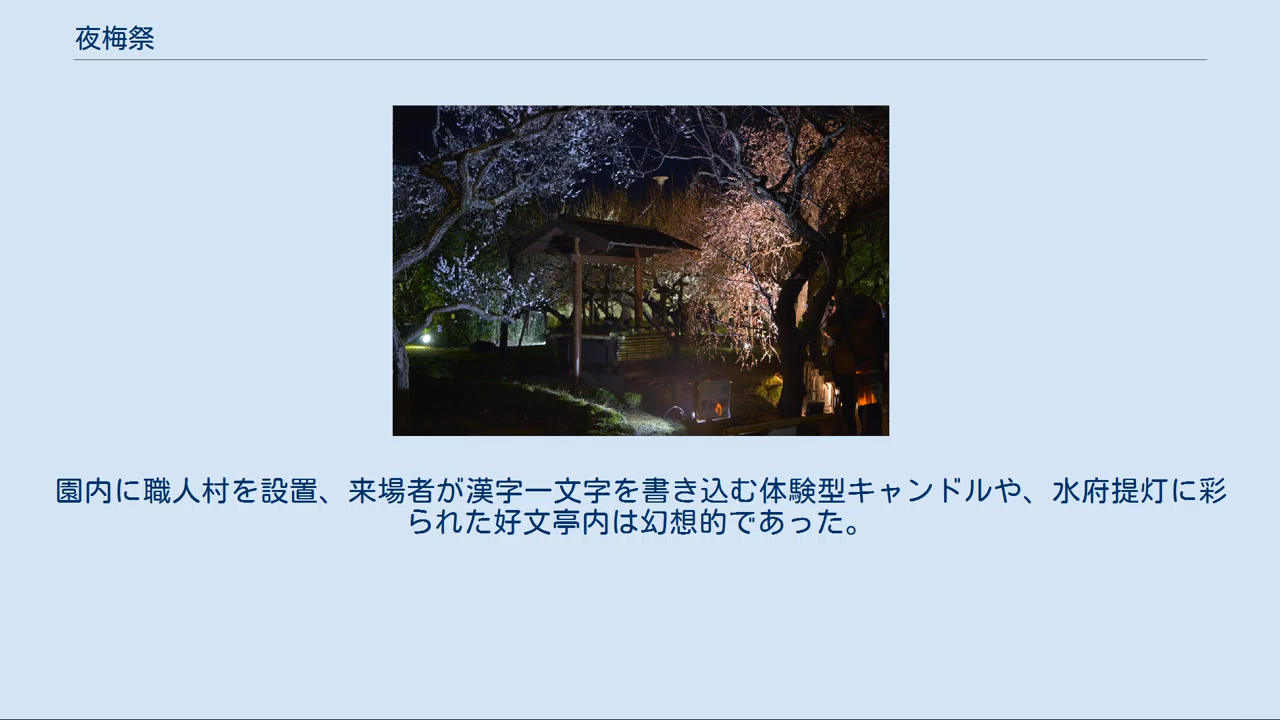 夜梅祭
園内に職人村を設置、来場者が漢字一文字を書き込む体験型キャンドルや、水府提灯に彩
られた好文亭内は幻想的であった。